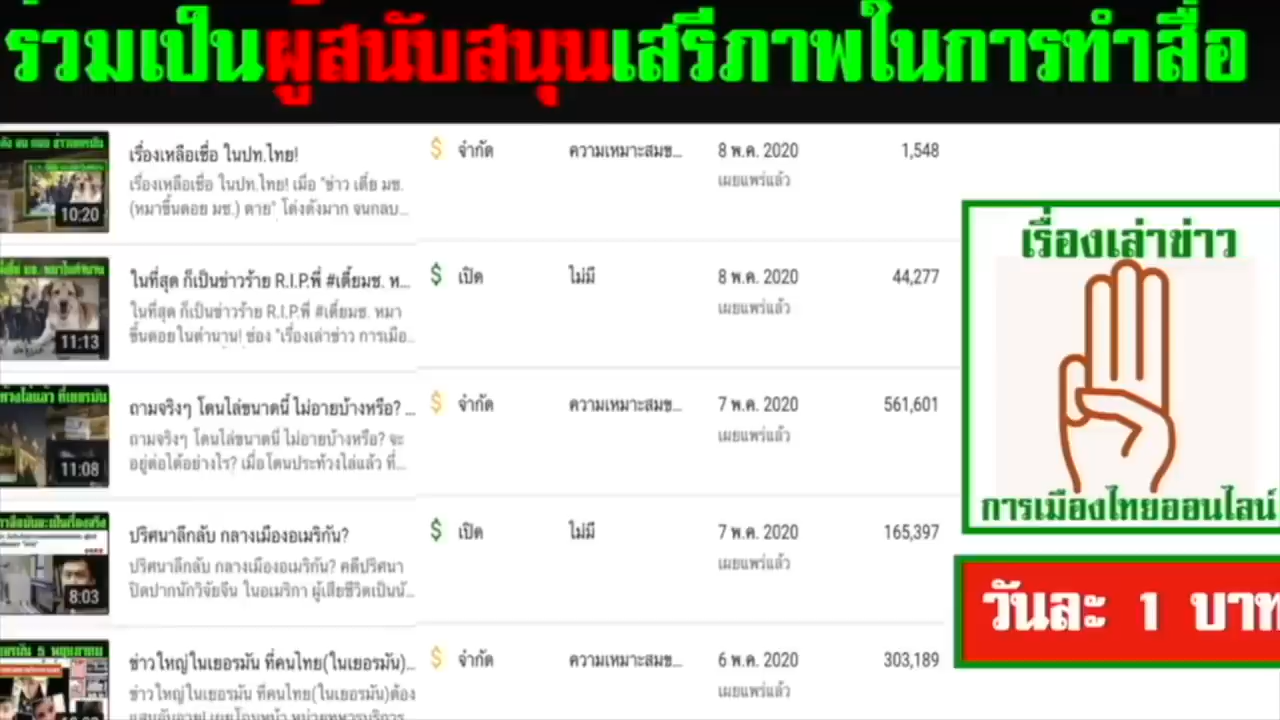 ร่วมเป็นผู้สนับสนุนเสรีภาพในการทำสื่อ
เรื่องเหลือเชื่อ ในปท.ไทย!
เรื่องเหลือเชื่อ ในปท.ไทย! เมื่อ "ข่าว เตี้ย มช.
(หมาขึ้นดอย มช.) ตาย" โด่งดังมาก จนกลบ...
10:20
$ จำกัด
ความเหมาะสมข...
8 พ.ค. 2020
เผยแพร่แล้ว
1,548
ในที่สุด ก็เป็นข่าวร้าย R.I.P.พี่ #เตี้ยมช. ห...
ในที่สุด ก็เป็นข่าวร้าย R.I.P.พี่ #เตี้ยมช. หมา
ขึ้นดอยในตำนาน! ช่อง "เรื่องเล่าข่าว การเมือ...
11:13
$ เปิด
ไม่มี
8 พ.ค. 2020
เผยแพร่แล้ว
44,277
ถามจริงๆ โดนไล่ขนาดนี้ ไม่อายบ้างหรือ? ...
ถามจริงๆ โดนไล่ขนาดนี้ ไม่อายบ้างหรือ? จะ
อยู่ต่อได้อย่างไร? เมื่อโดนประท้วงไล่แล้ว ที่...
11:08
$ จำกัด
ความเหมาะสมข...
7 พ.ค. 2020
เผยแพร่แล้ว
561,601
ปริศนาลึกลับ กลางเมืองอเมริกัน?
ปริศนาลึกลับ กลางเมืองอเมริกัน? คดีปริศนา
ปิดปากนักวิจัยจีน ในอเมริกา ผู้เสียชีวิตเป็นนั...
8:03
$ เปิด
ไม่มี
7 พ.ค. 2020
เผยแพร่แล้ว
165,397
ข่าวใหญ่ในเยอรมัน ที่คนไทย(ในเยอรมัน)...
ข่าวใหญ่ในเยอรมัน ที่คนไทย(ในเยอรมัน)ต้อง
$ จำกัด
ความเหมาะสมข...
6 พ.ค. 2020
เผยแพร่แล้ว
303,189
เรื่องเล่าข่าว
การเมืองไทยออนไลน์
วันละ 1 บาท